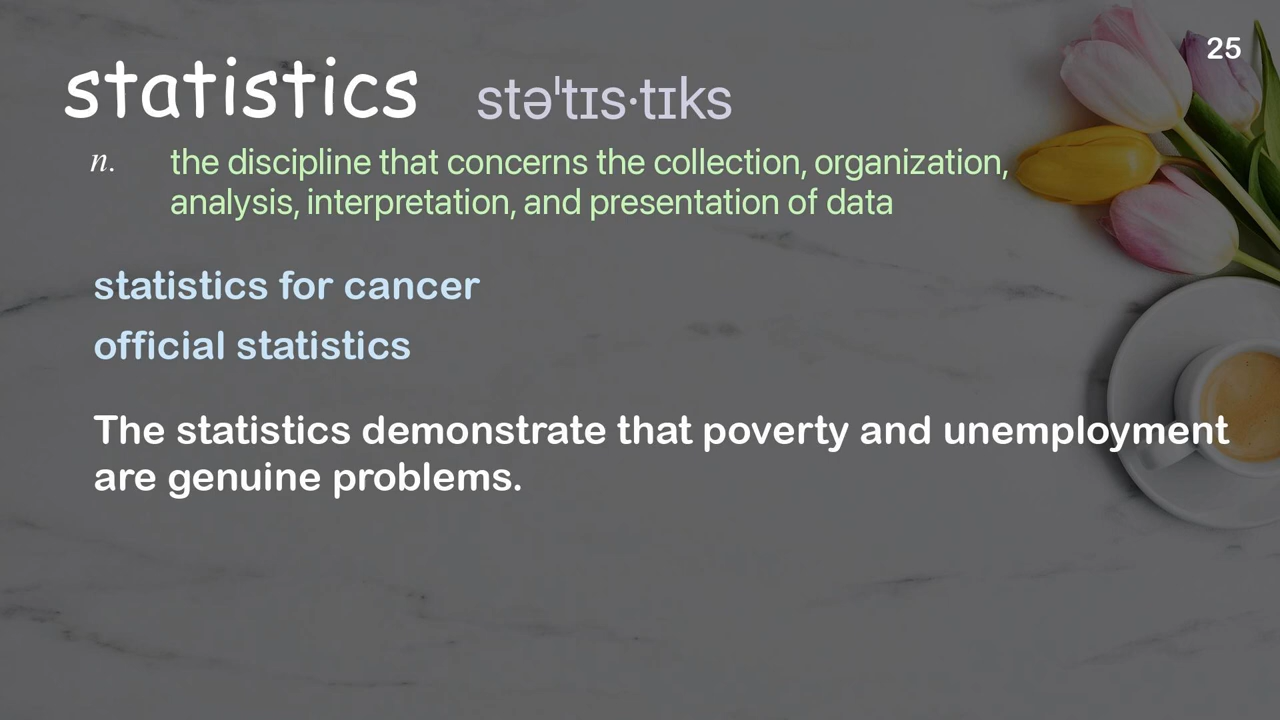 25
statistics stəˈtɪs·tɪks
n. the discipline that concerns the collection, organization,
analysis, interpretation, and presentation of data
statistics for cancer
official statistics
The statistics demonstrate that poverty and unemployment
are genuine problems.